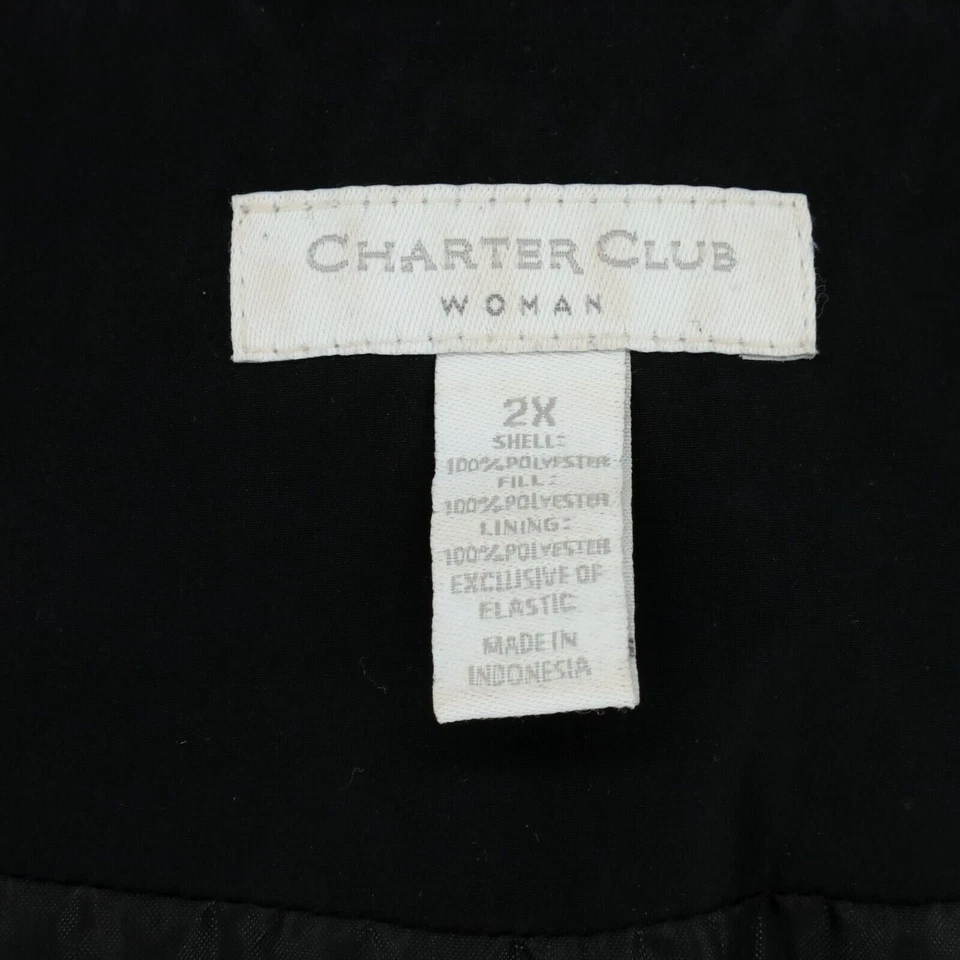 CHARTER CLUB
WOMAN
2X
SHELL:
100%POLYESTER
FILL:
100%POLYESTER
LINING:
100%POLYESTER
EXCLUSIVE OF
ELASTIC
MADE IN
INDONESIA